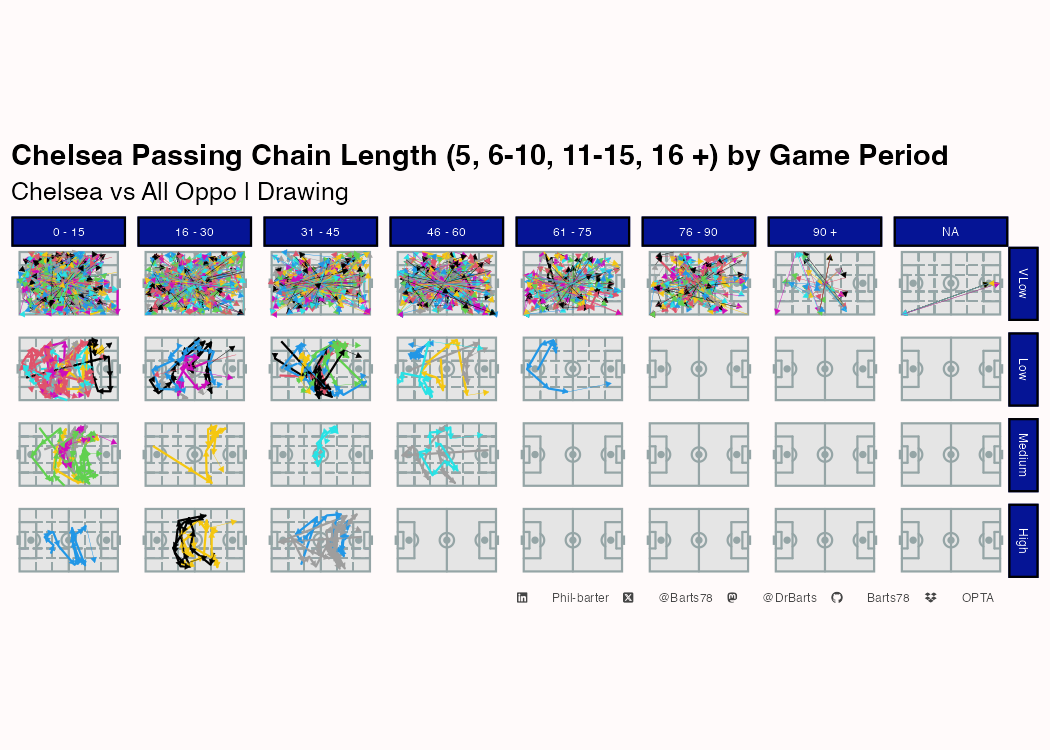 Chelsea Passing Chain Length (5, 6-10, 11-15, 16 +) by Game Period
Chelsea vs All Oppo | Drawing
0 - 15 16 - 30 31 - 45 46 - 60 61 - 75 76 - 90 90 + NA
VLow
Low
Medium
High
Phil-barter @Barts78 @DrBarts Barts78 OPTA